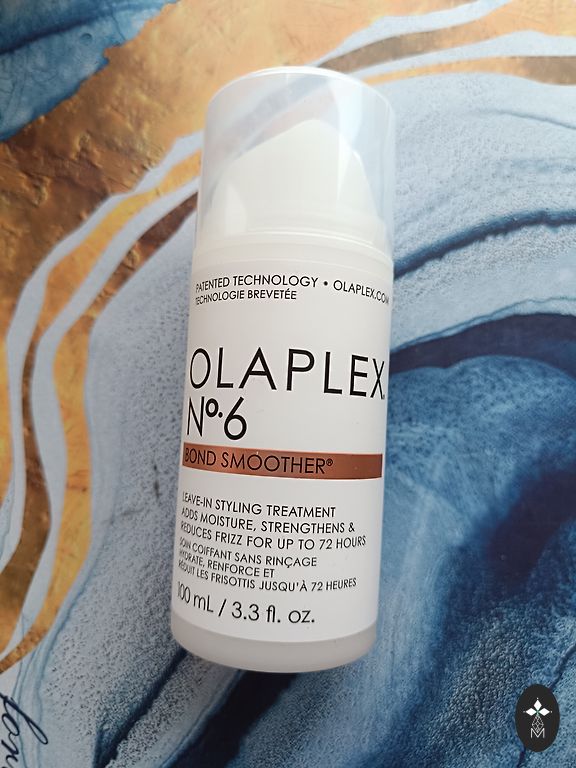 PATENTED TECHNOLOGY • OLAPLEX.COM
TECHNOLOGIE BREVETÉE
OLAPLEX.
Nº.6
BOND SMOOTHER®
LEAVE-IN STYLING TREATMENT
ADDS MOISTURE, STRENGTHENS &
REDUCES FRIZZ FOR UP TO 72 HOURS
SOIN COIFFANT SANS RINÇAGE
HYDRATE, RENFORCE ET
RÉDUIT LES FRISOTTIS JUSQU'À 72 HEURES
100 mL / 3.3 fl. oz.
M